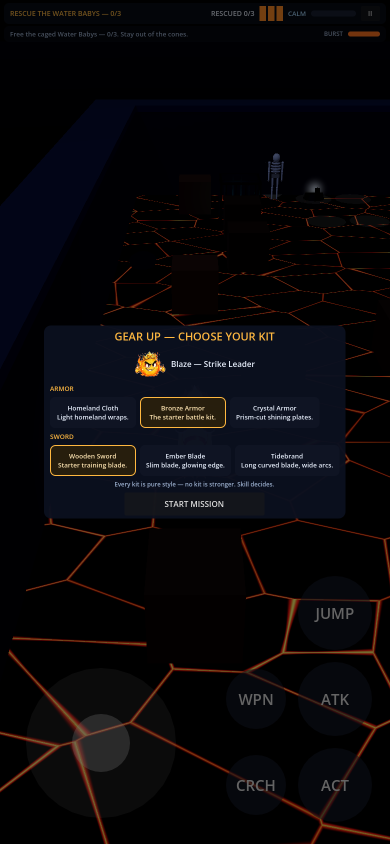 RESCUE THE WATER BABYS — 0/3
RESCUED 0/3
CALM
Free the caged Water Babys — 0/3. Stay out of the cones.
BURST
GEAR UP — CHOOSE YOUR KIT
Blaze — Strike Leader
ARMOR
Homeland Cloth
Light homeland wraps.
Bronze Armor
The starter battle kit.
Crystal Armor
Prism-cut shining plates.
SWORD
Wooden Sword
Starter training blade.
Ember Blade
Slim blade, glowing edge.
Tidebrand
Long curved blade, wide arcs.
Every kit is pure style — no kit is stronger. Skill decides.
START MISSION
JUMP
WPN
ATK
CRCH
ACT